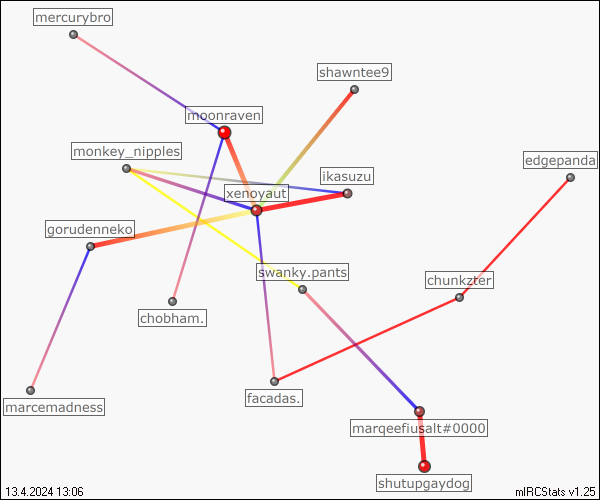 mercurybro
shawntee9
moonraven
monkey_nipples
edgepanda
ikasuzu
xenoyaut
gorudenneko
swanky.pants
chunkzter
chobham.
facadas.
marcemadness
marqeefiusalt#0000
shutupgaydog
13.4.2024 13:06
mIRCStats v1.25